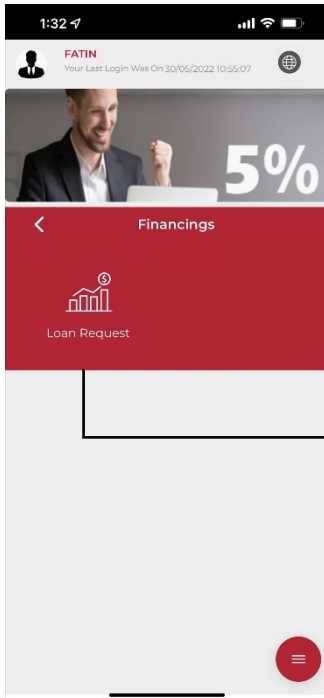 1:32
FATIN
Your Last Login Was On 30/05/2022 10:55:07
5%
Financings
Loan Request